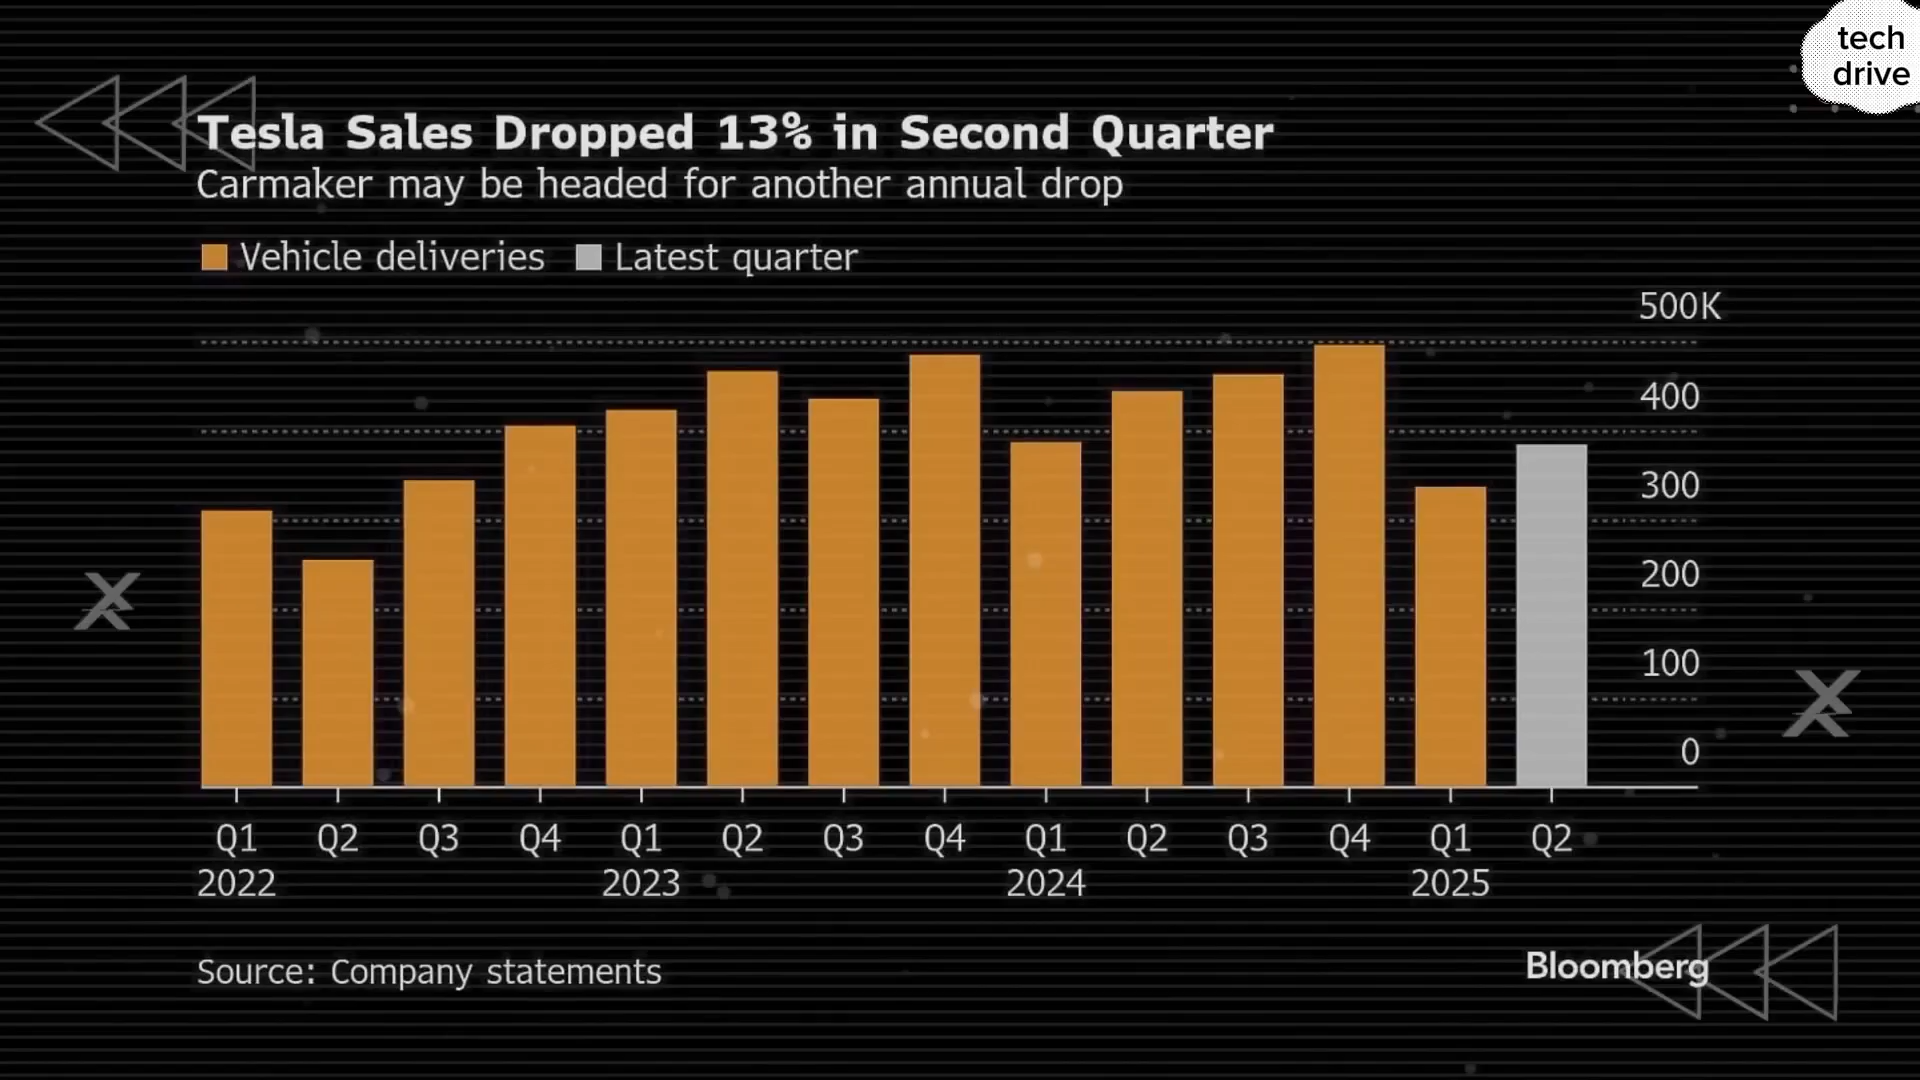 tech
drive
Tesla Sales Dropped 13% in Second Quarter
Carmaker may be headed for another annual drop
Vehicle deliveries Latest quarter
500K
400
300
200
100
0
Q1 Q2 Q3 Q4 Q1 Q2 Q3 Q4 Q1 Q2 Q3 Q4 Q1 Q2
2022 2023 2024 2025
Source: Company statements
Bloomberg